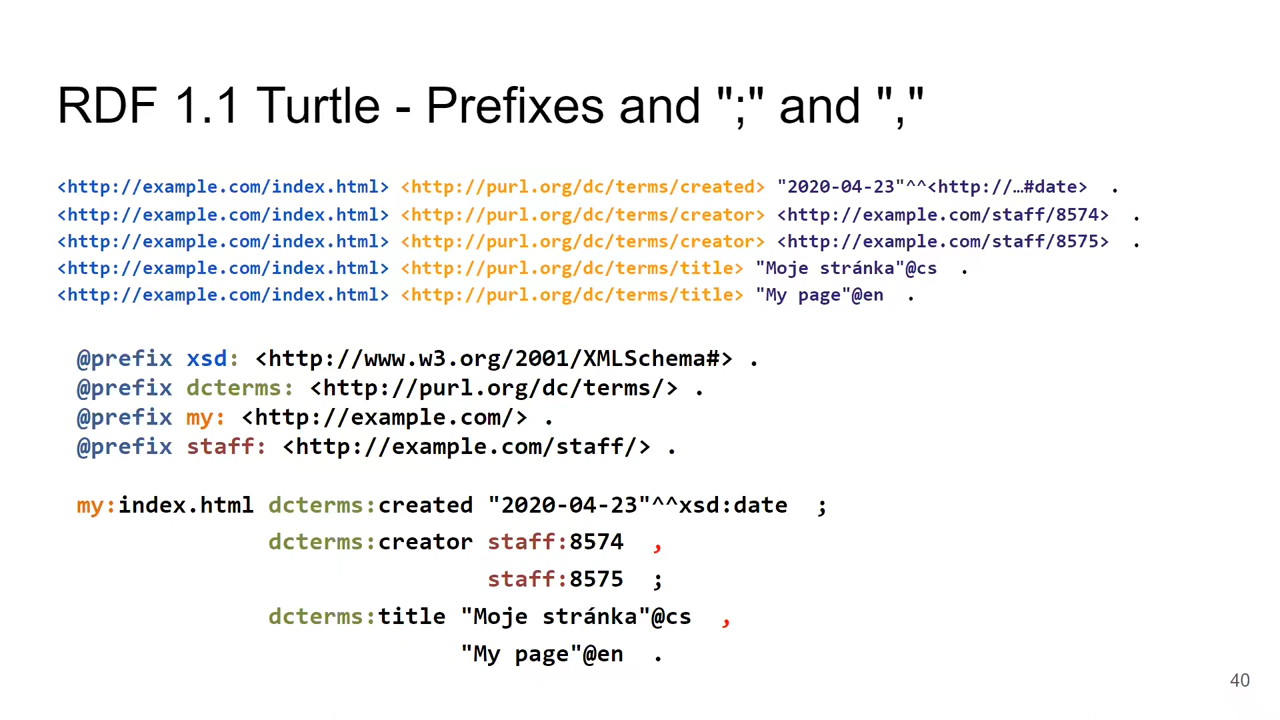 RDF 1.1 Turtle - Prefixes and ";" and ","
<http://example.com/index.html> <http://purl.org/dc/terms/created> "2020-04-23"^^<http://…#date> .
<http://example.com/index.html> <http://purl.org/dc/terms/creator> <http://example.com/staff/8574> .
<http://example.com/index.html> <http://purl.org/dc/terms/creator> <http://example.com/staff/8575> .
<http://example.com/index.html> <http://purl.org/dc/terms/title> "Moje stránka"@cs .
<http://example.com/index.html> <http://purl.org/dc/terms/title> "My page"@en .
@prefix xsd: <http://www.w3.org/2001/XMLSchema#> .
@prefix dcterms: <http://purl.org/dc/terms/> .
@prefix my: <http://example.com/> .
@prefix staff: <http://example.com/staff/> .
my:index.html dcterms:created "2020-04-23"^^xsd:date ;
dcterms:creator staff:8574 ,
staff:8575 ;
dcterms:title "Moje stránka"@cs ,
"My page"@en .
40